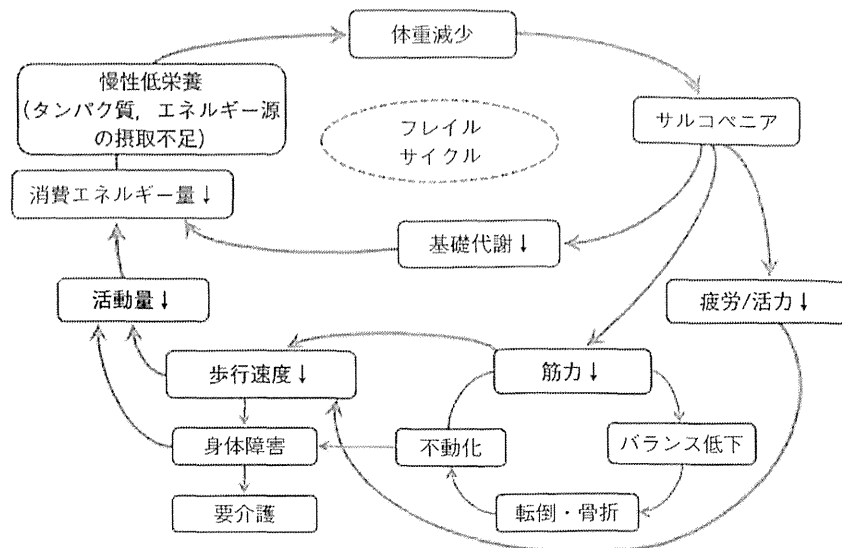 体重減少
慢性低栄養
(タンパク質，エネルギー源
の摂取不足)
フレイル
サイクル
サルコペニア
消費エネルギー量↓
基礎代謝↓
活動量↓
疲労/活力↓
歩行速度↓
筋力↓
身体障害
不動化
バランス低下
要介護
転倒・骨折